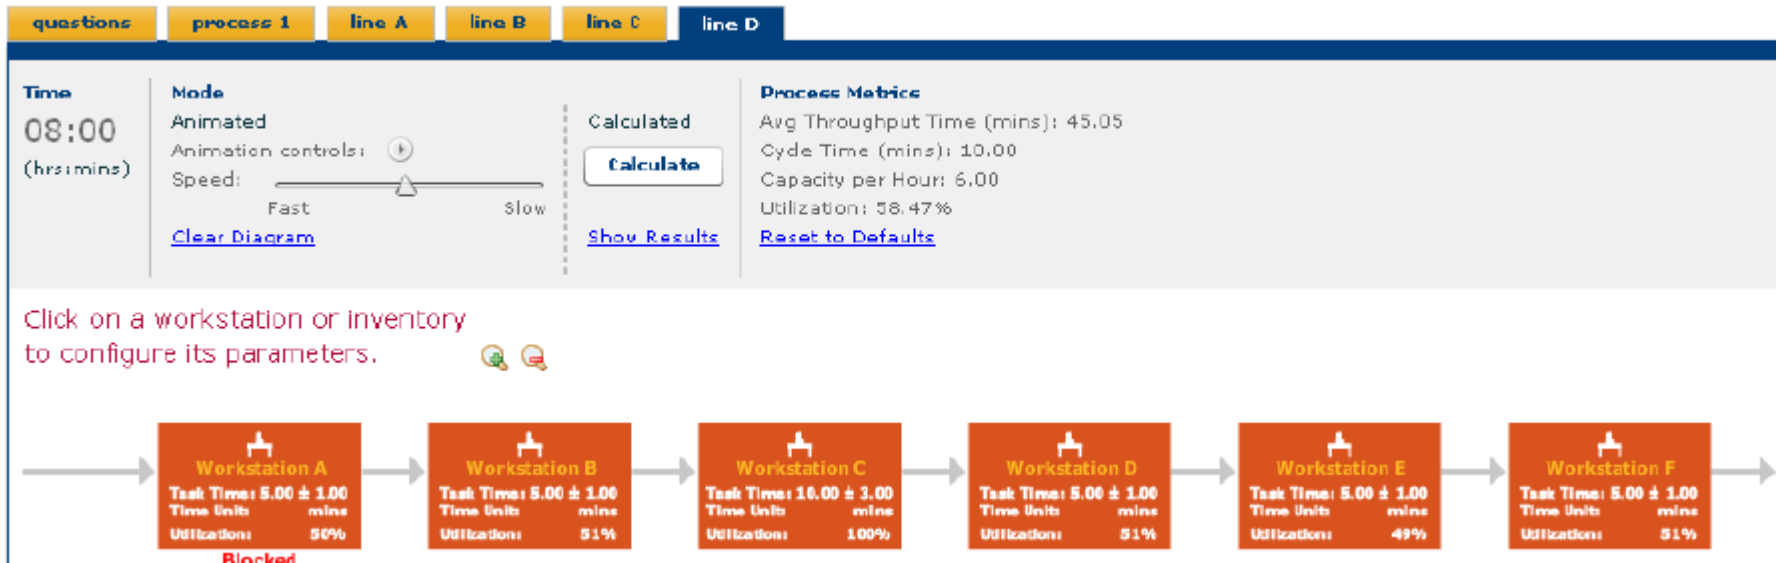 questions process 1 line A line B line C line D
Time
08:00
(hrs:mins)
Mode
Animated
Animation controls:
Speed:
Fast Slow
Clear Diagram
Calculated
Calculate
Show Results
Process Metrics
Avg Throughput Time (mins): 45.05
Cycle Time (mins): 10.00
Capacity per Hour: 6.00
Utilization: 58.47%
Reset to Defaults
Click on a workstation or inventory
to configure its parameters.
Workstation A
Task Time: 5.00 ± 1.00
Time Unit: mins
Utilization: 50%
Blocked
Workstation B
Task Time: 5.00 ± 1.00
Time Unit: mins
Utilization: 51%
Workstation C
Task Time: 10.00 ± 3.00
Time Unit: mins
Utilization: 100%
Workstation D
Task Time: 5.00 ± 1.00
Time Unit: mins
Utilization: 51%
Workstation E
Task Time: 5.00 ± 1.00
Time Unit: mins
Utilization: 49%
Workstation F
Task Time: 5.00 ± 1.00
Time Unit: mins
Utilization: 51%